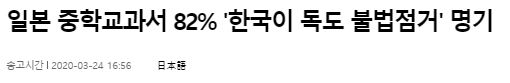 일본 중학교과서 82% '한국이 독도 불법점거' 명기
송고시간 | 2020-03-24 16:56 日本語